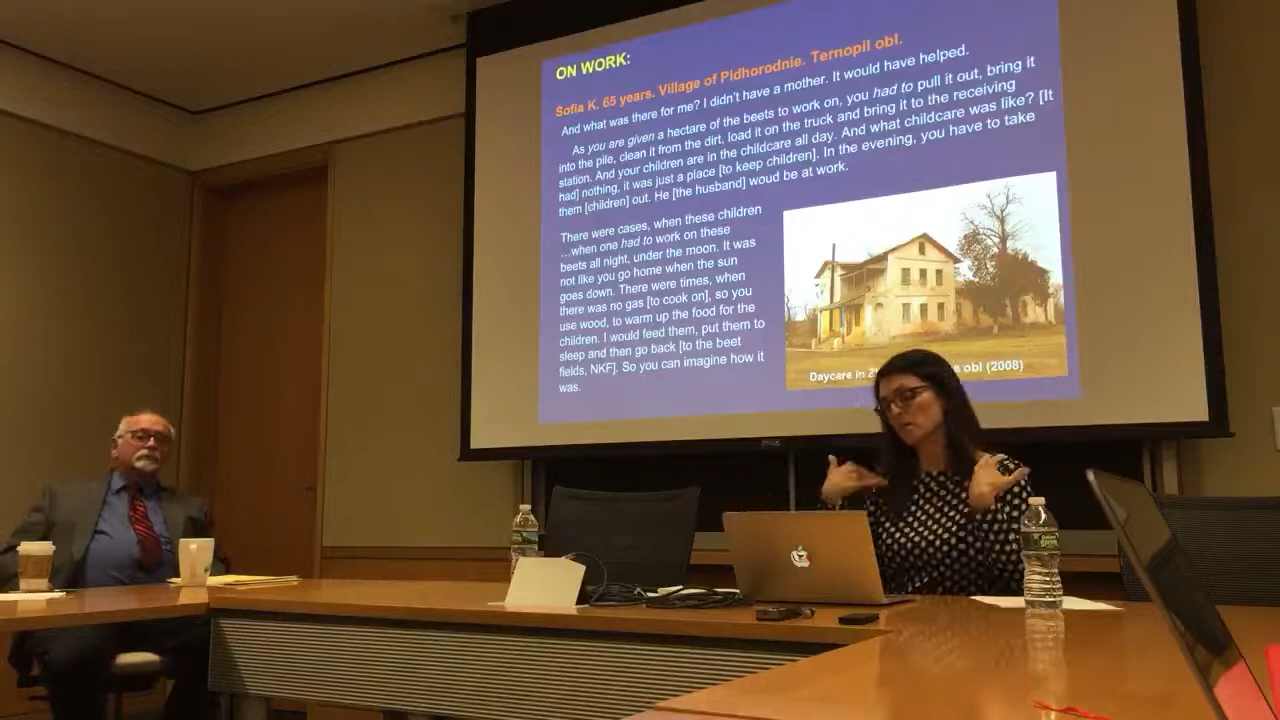 ON WORK:
Sofia K. 65 years. Village of Pidhorodnie. Ternopil obl.
And what was there for me? I didn't have a mother. It would have helped.
As you are given a hectare of the beets to work on, you had to pull it out, bring it
into the pile, clean it from the dirt, load it on the truck and bring it to the receiving
station. And your children are in the childcare all day. And what childcare was like? [It
had] nothing, it was just a place [to keep children]. In the evening, you have to take
them [children] out. He [the husband] woud be at work.
There were cases, when these children
…when one had to work on these
beets all night, under the moon. It was
not like you go home when the sun
goes down. There were times, when
there was no gas [to cook on], so you
use wood, to warm up the food for the
children. I would feed them, put them to
sleep and then go back [to the beet
fields, NKF]. So you can imagine how it
was.
Daycare in obl (2008)